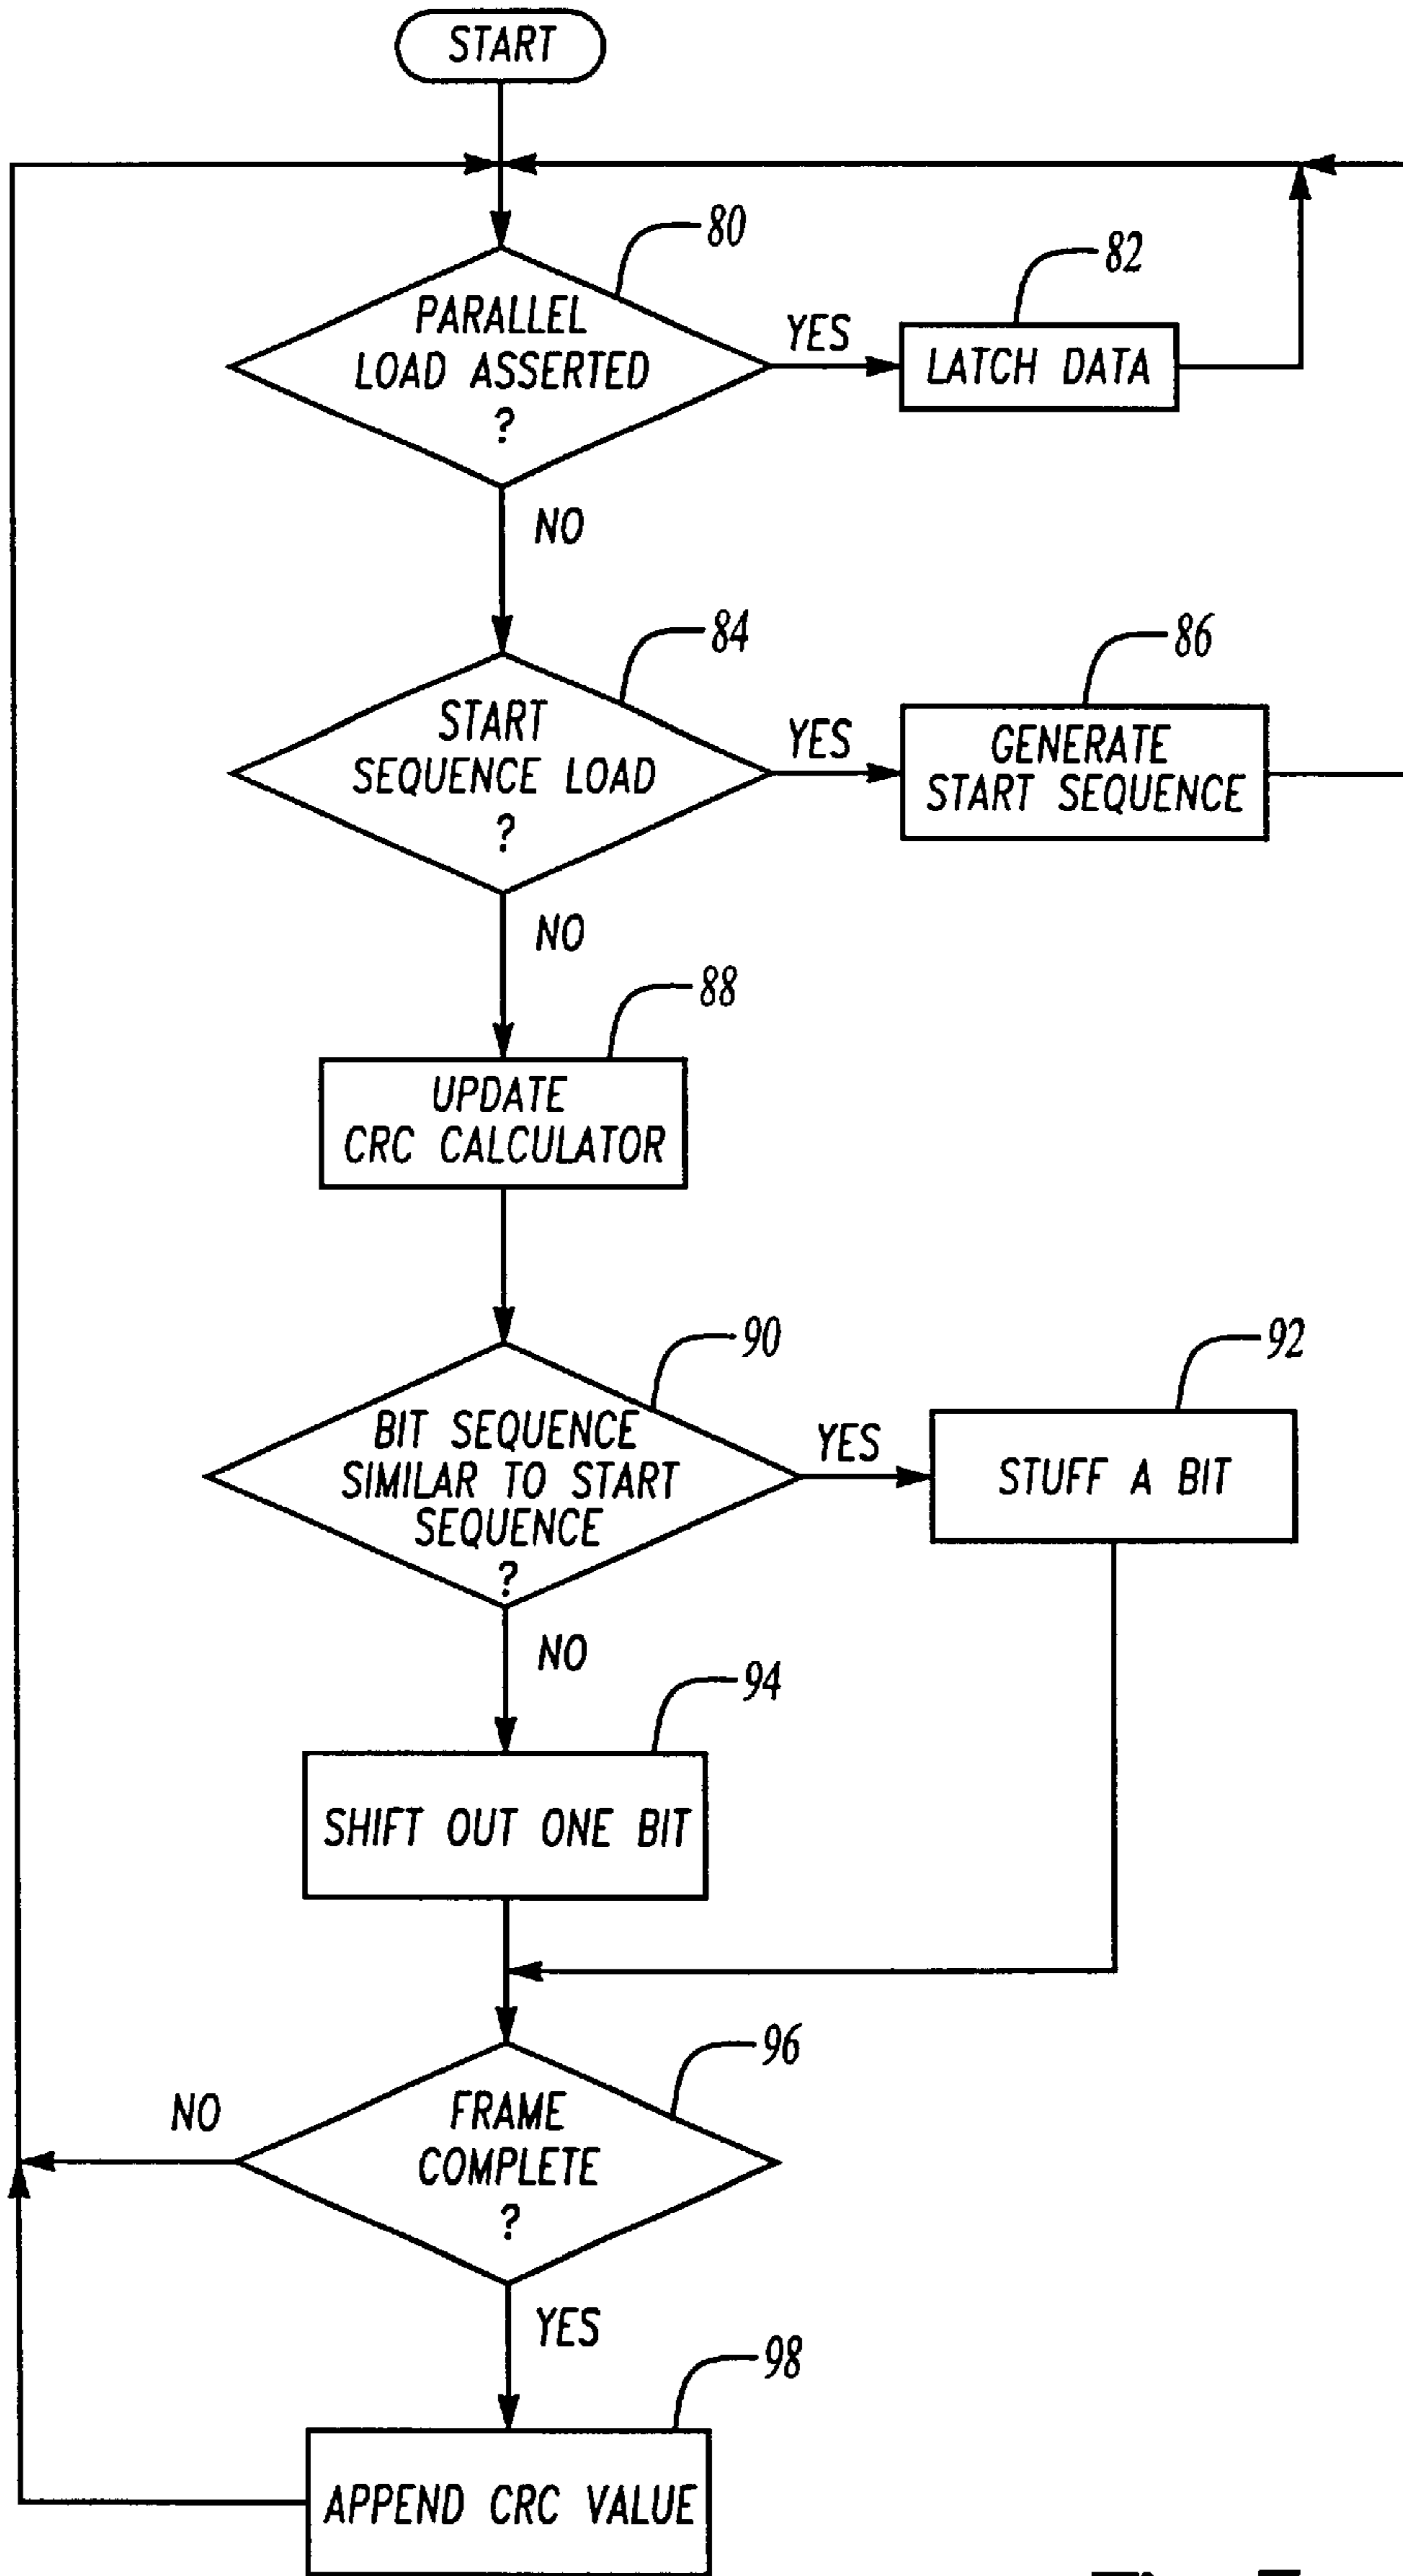 START
80
PARALLEL
LOAD ASSERTED
?
YES
82
LATCH DATA
NO
84
START
SEQUENCE LOAD
?
YES
86
GENERATE
START SEQUENCE
NO
88
UPDATE
CRC CALCULATOR
90
BIT SEQUENCE
SIMILAR TO START
SEQUENCE
?
YES
92
STUFF A BIT
NO
94
SHIFT OUT ONE BIT
96
FRAME
COMPLETE
?
NO
YES
98
APPEND CRC VALUE